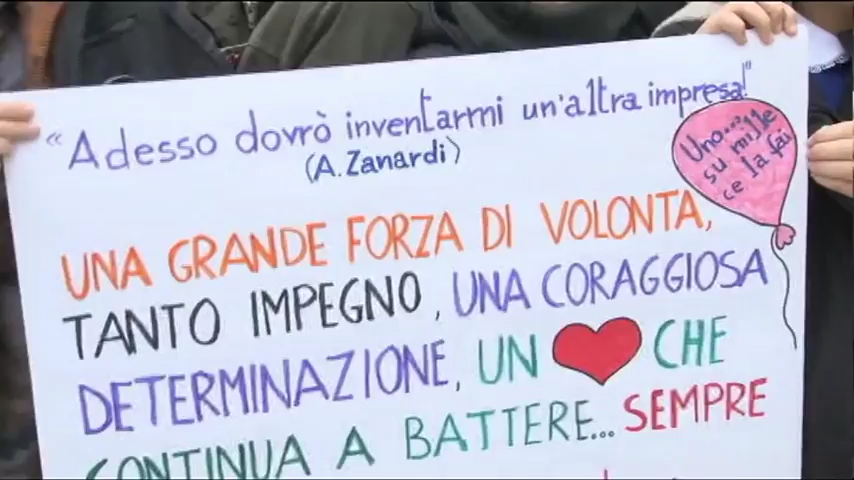 “Adesso dovrò inventarmi un'altra impresa!”
(A. Zanardi)
Uno...
su mille
ce la fai
UNA GRANDE FORZA DI VOLONTA,
TANTO IMPEGNO, UNA CORAGGIOSA
DETERMINAZIONE, UN ❤ CHE
CONTINUA A BATTERE... SEMPRE